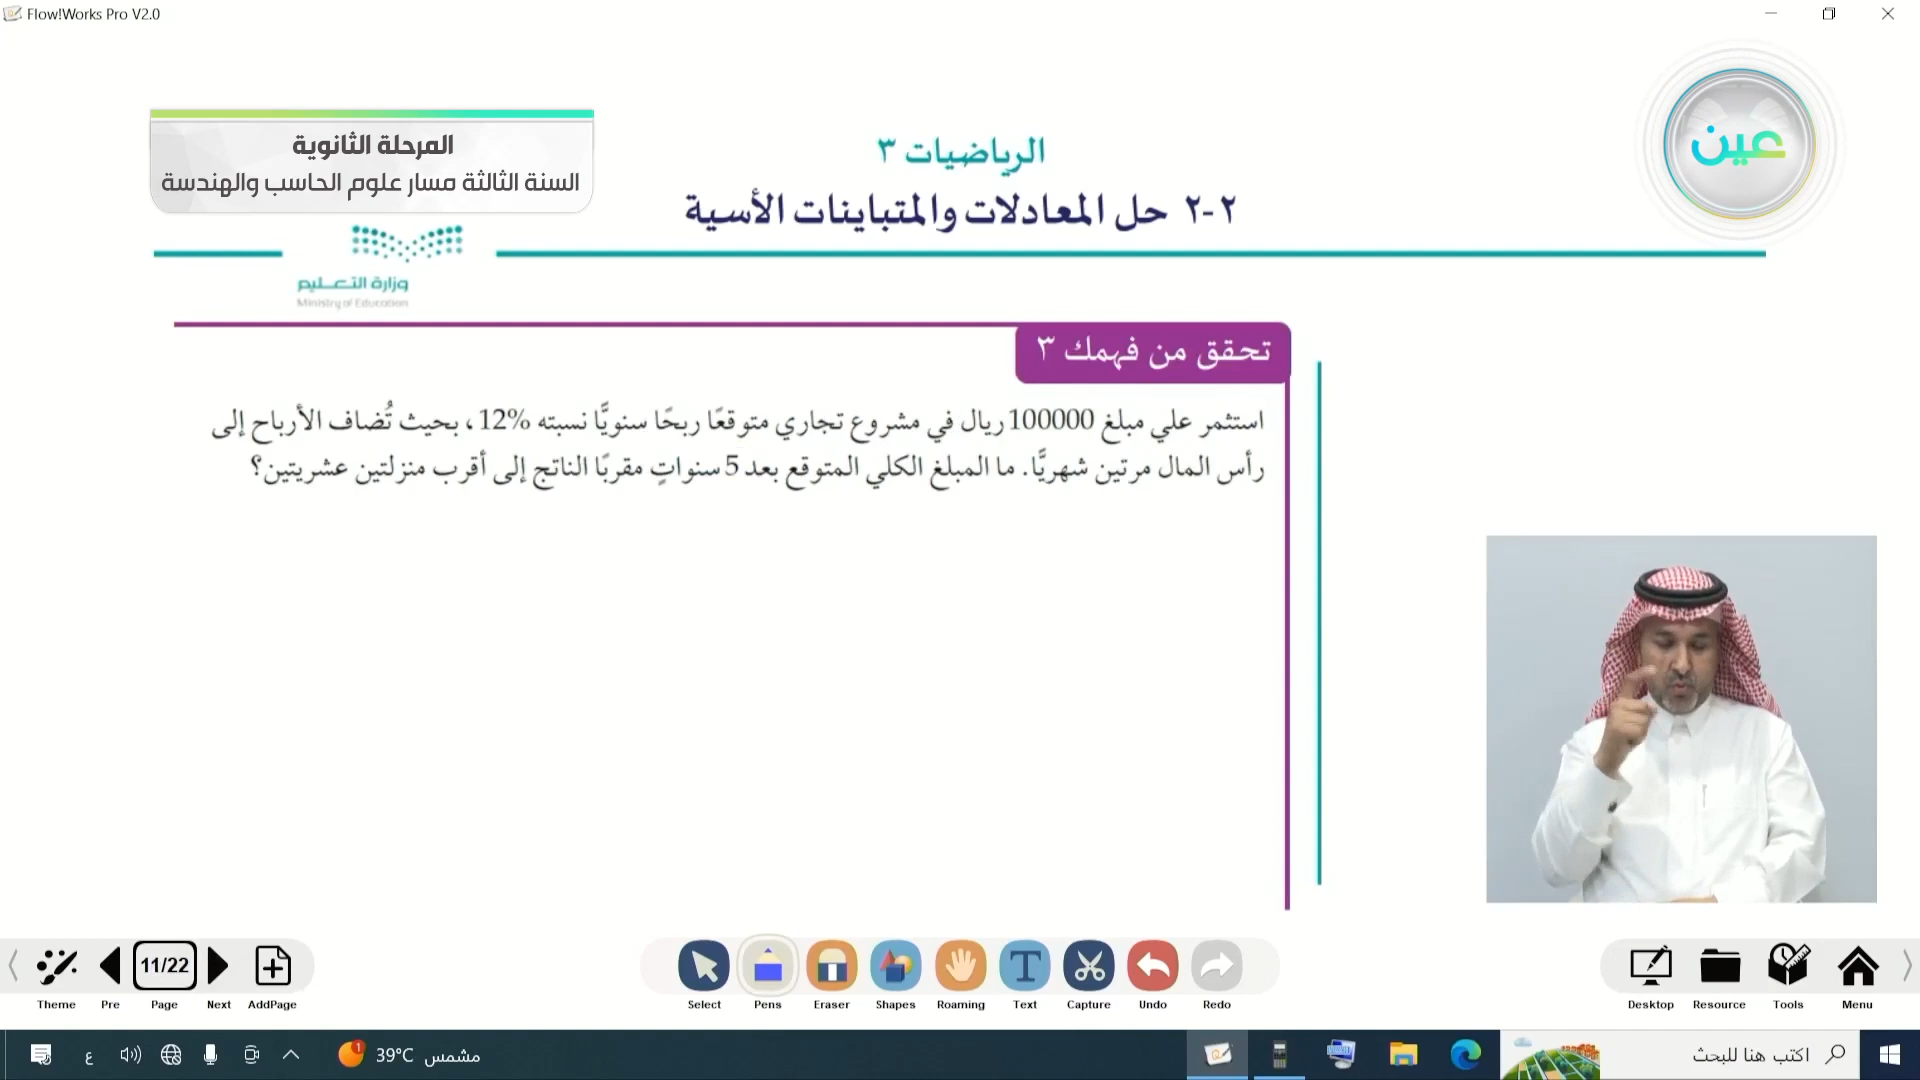 Flow!Works Pro V2.0
عين
المرحلة الثانوية
السنة الثالثة مسار علوم الحاسب والهندسة
الرياضيات ٣
٢-٢ حل المعادلات والمتباينات الأسية
وزارة التعليم
Ministry of Education
تحقق من فهمك ٣
استثمر علي مبلغ 100000 ريال في مشروع تجاري متوقعًا ربحًا سنويًّا نسبته 12%، بحيث تُضاف الأرباح إلى
رأس المال مرتين شهريًّا. ما المبلغ الكلي المتوقع بعد 5 سنواتٍ مقربًا الناتج إلى أقرب منزلتين عشريتين؟
11/22
Theme Pre Page Next AddPage
Select Pens Eraser Shapes Roaming Text Capture Undo Redo
Desktop Resource Tools Menu
ع
1
39°C مشمس
اكتب هنا للبحث